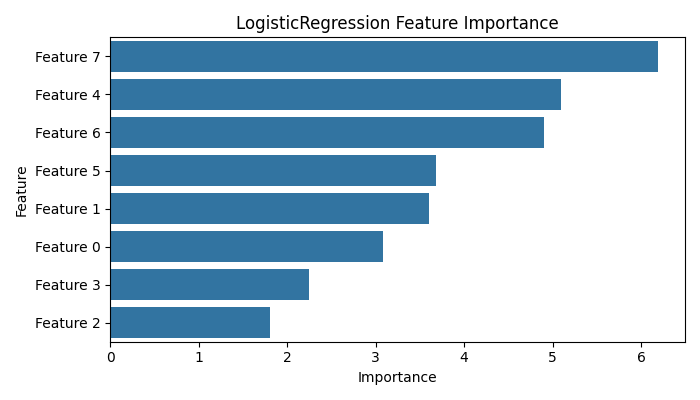 LogisticRegression Feature Importance
Feature 7
Feature 4
Feature 6
Feature 5
Feature 1
Feature 0
Feature 3
Feature 2
Feature
0 1 2 3 4 5 6
Importance